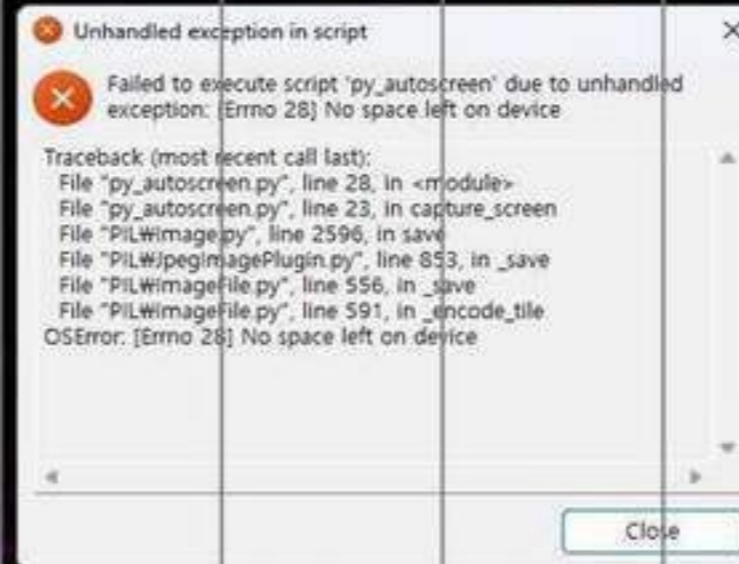 Unhandled exception in script
Failed to execute script 'py_autoscreen' due to unhandled
exception: [Errno 28] No space left on device
Traceback (most recent call last):
File "py_autoscreen.py", line 28, in <module>
File "py_autoscreen.py", line 23, in capture_screen
File "PIL₩Image.py", line 2596, in save
File "PIL₩JpegImagePlugin.py", line 853, in _save
File "PIL₩ImageFile.py", line 556, in _save
File "PIL₩ImageFile.py", line 591, in _encode_tile
OSError: [Errno 28] No space left on device
Close